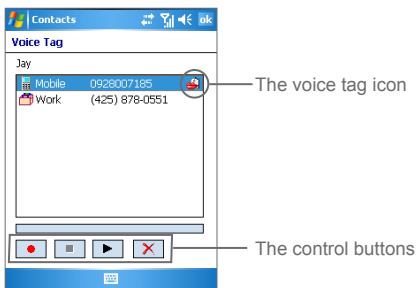 Contacts ok
Voice Tag
Jay
Mobile 0928007185
The voice tag icon
Work (425) 878-0551
The control buttons